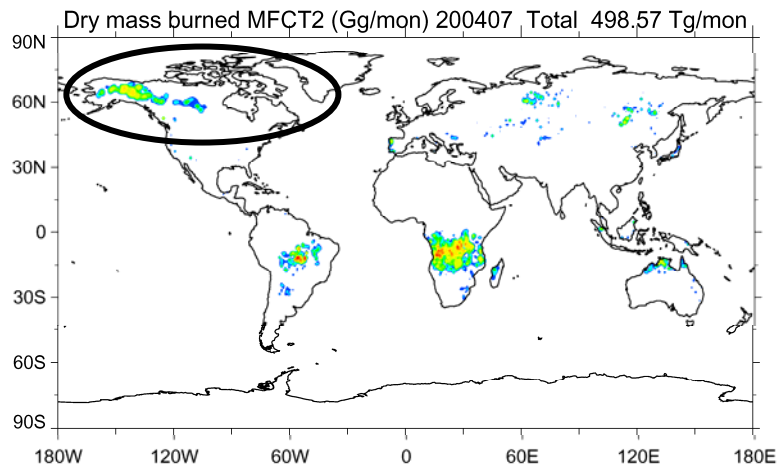 Dry mass burned MFCT2 (Gg/mon) 200407 Total 498.57 Tg/mon
90N
60N
30N
0
30S
60S
90S
180W 120W 60W 0 60E 120E 180E